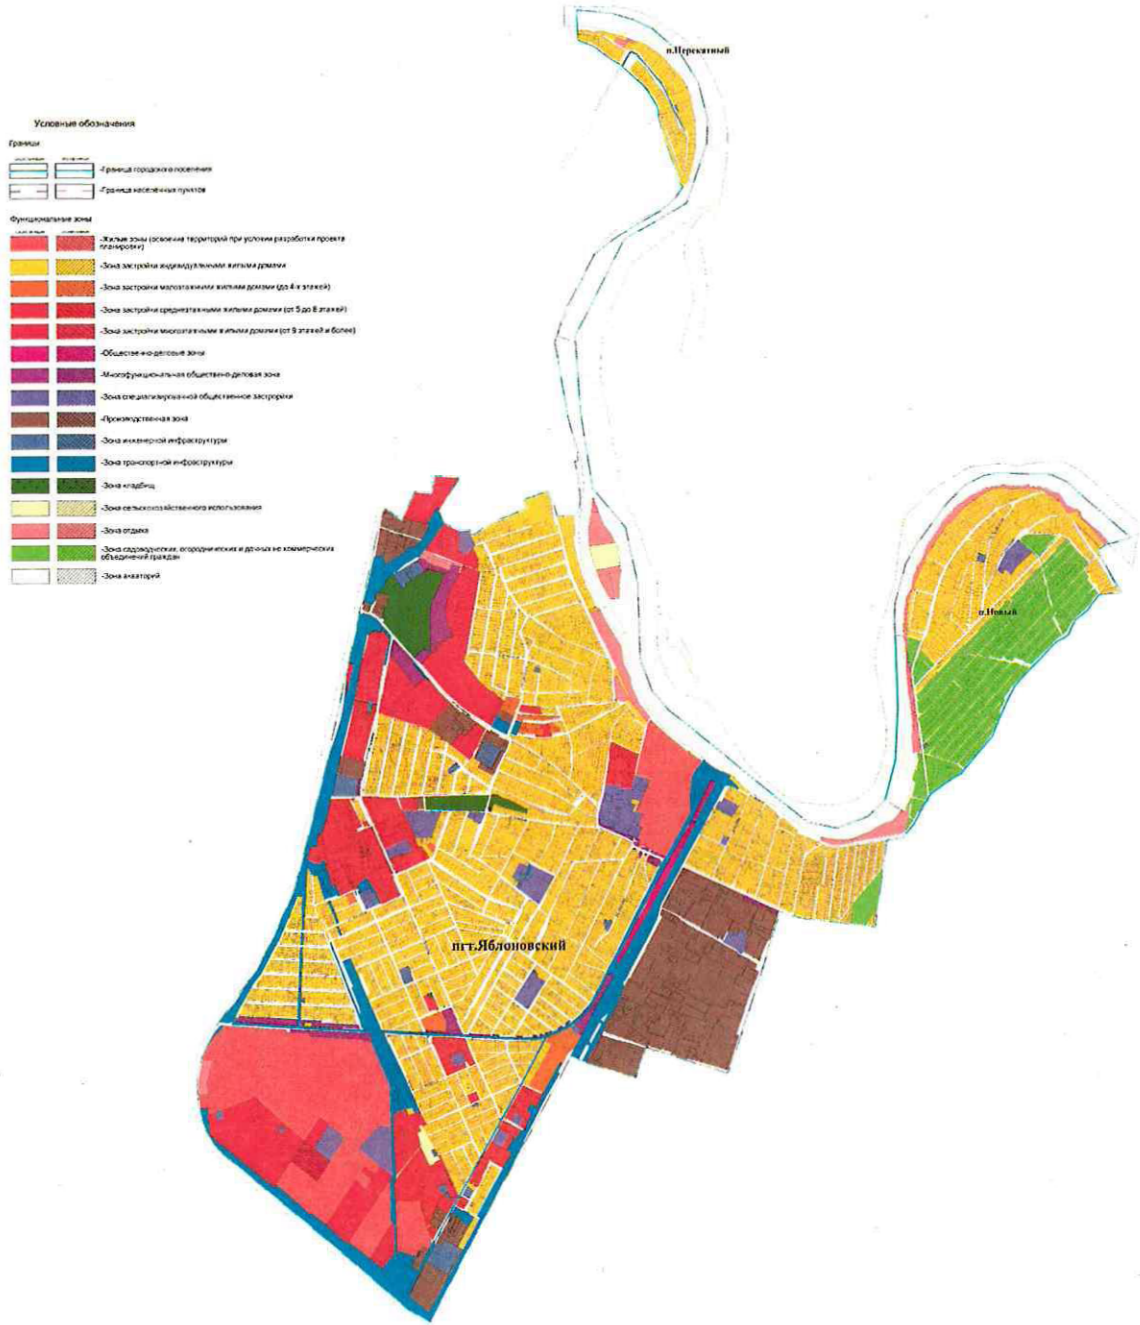 п.Перекатный
Условные обозначения
Границы
-Граница городского поселения
-Граница населённых пунктов
Функциональные зоны
-Жилые зоны (освоение территорий при условии разработки проекта
планировки)
-Зона застройки индивидуальными жилыми домами
-Зона застройки малоэтажными жилыми домами (до 4-х этажей)
-Зона застройки среднеэтажными жилыми домами (от 5 до 8 этажей)
-Зона застройки многоэтажными жилыми домами (от 9 этажей и более)
-Общественно-деловые зоны
-Многофункциональная общественно-деловая зона
-Зона специализированной общественное застройки
-Производственная зона
-Зона инженерной инфраструктуры
-Зона транспортной инфраструктуры
-Зона кладбищ
-Зона сельскохозяйственного использования
-Зона отдыха
-Зона садоводческих, огороднических и дачных не коммерческих
объединений граждан
-Зона акваторий
п.Новый
пгт.Яблоновский